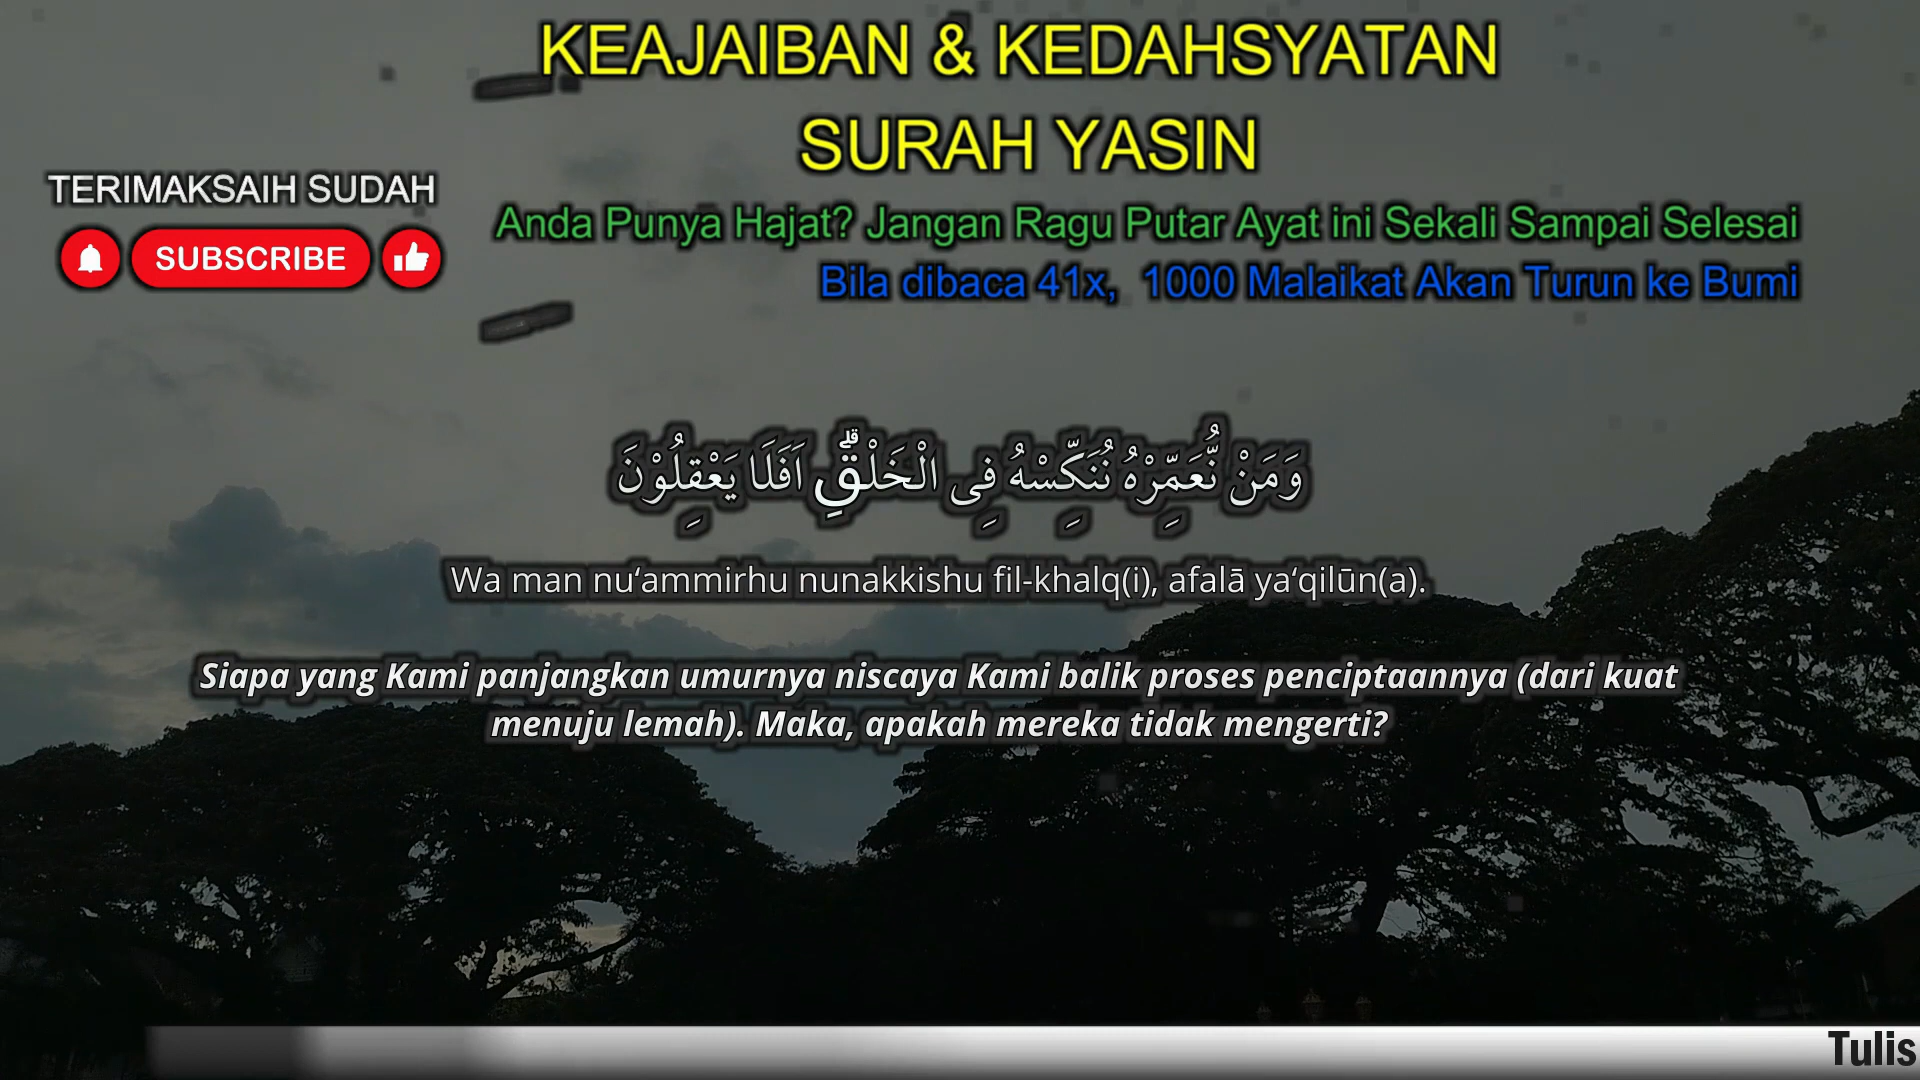 KEAJAIBAN & KEDAHSYATAN
SURAH YASIN
TERIMAKSAIH SUDAH
SUBSCRIBE
Anda Punya Hajat? Jangan Ragu Putar Ayat ini Sekali Sampai Selesai
Bila dibaca 41x, 1000 Malaikat Akan Turun ke Bumi
وَمَنْ نُّعَمِّرْهُ نُنَكِّسْهُ فِى الْخَلْقِۗ اَفَلَا يَعْقِلُوْنَ
Wa man nu‘ammirhu nunakkishu fil-khalq(i), afalā ya‘qilūn(a).
Siapa yang Kami panjangkan umurnya niscaya Kami balik proses penciptaannya (dari kuat
menuju lemah). Maka, apakah mereka tidak mengerti?
Tulis